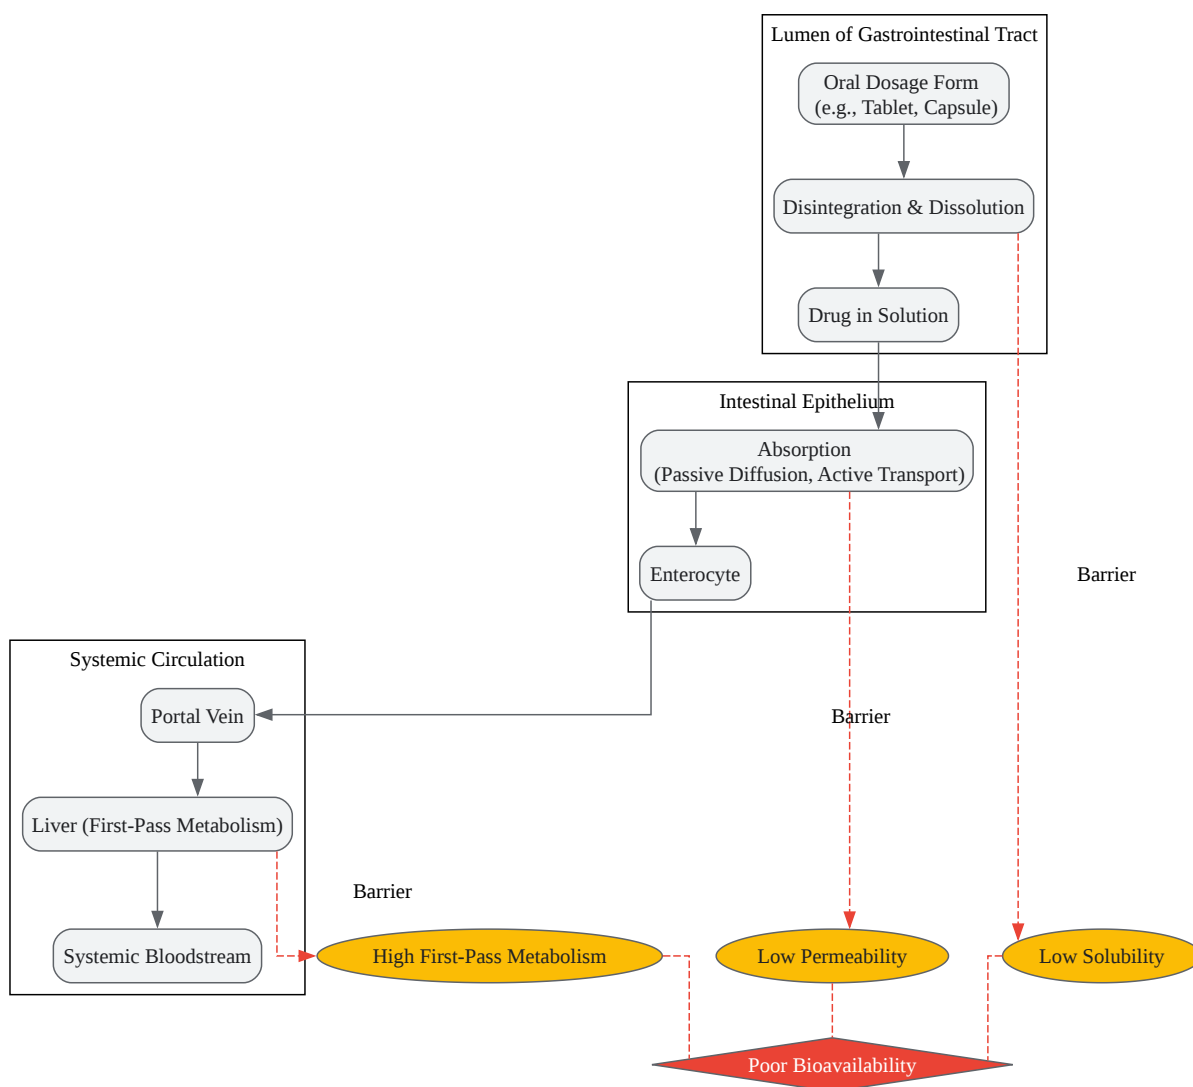 Lumen of Gastrointestinal Tract
Oral Dosage Form
(e.g., Tablet, Capsule)
Disintegration & Dissolution
Drug in Solution
Intestinal Epithelium
Absorption
(Passive Diffusion, Active Transport)
Enterocyte
Barrier
Systemic Circulation
Portal Vein
Barrier
Liver (First-Pass Metabolism)
Barrier
Systemic Bloodstream
High First-Pass Metabolism
Low Permeability
Low Solubility
Poor Bioavailability